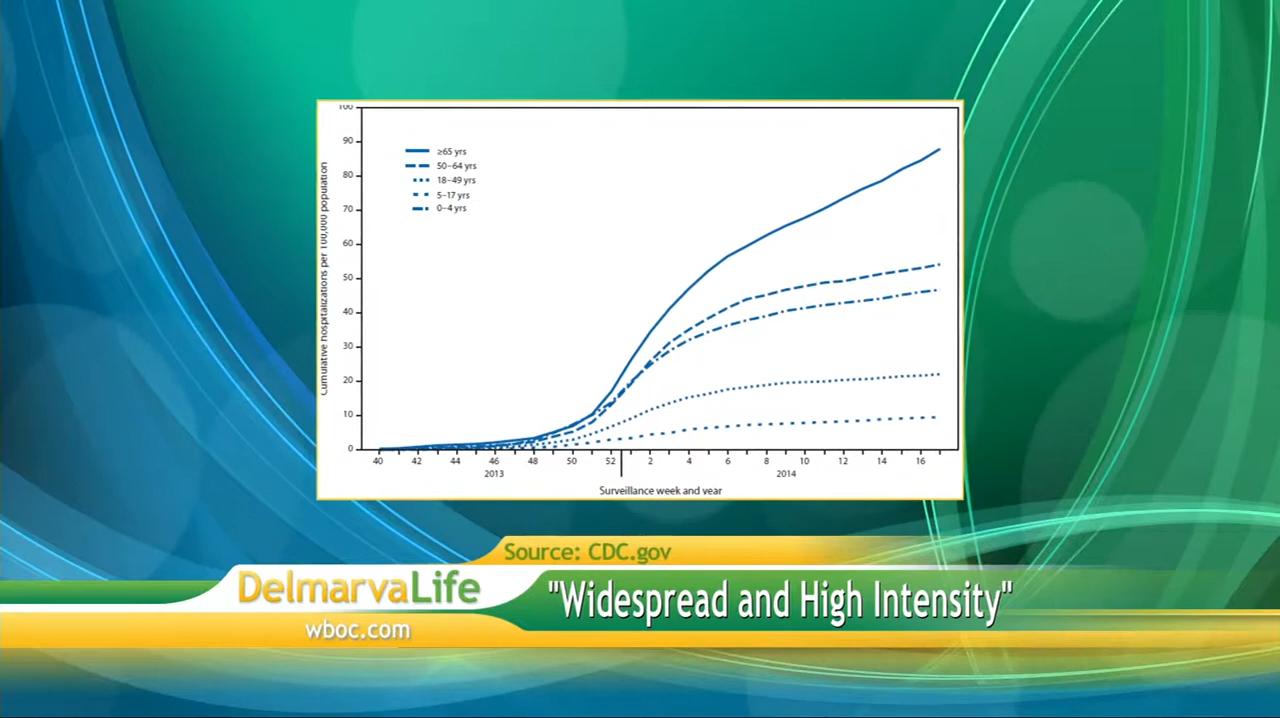 100
90
80
70
60
50
40
30
20
10
0
Cumulative hospitalizations per 100,000 population
≥65 yrs
50–64 yrs
18–49 yrs
5–17 yrs
0–4 yrs
40 42 44 46 48 50 52 2 4 6 8 10 12 14 16
2013 2014
Surveillance week and year
Source: CDC.gov
DelmarvaLife
"Widespread and High Intensity"
wboc.com